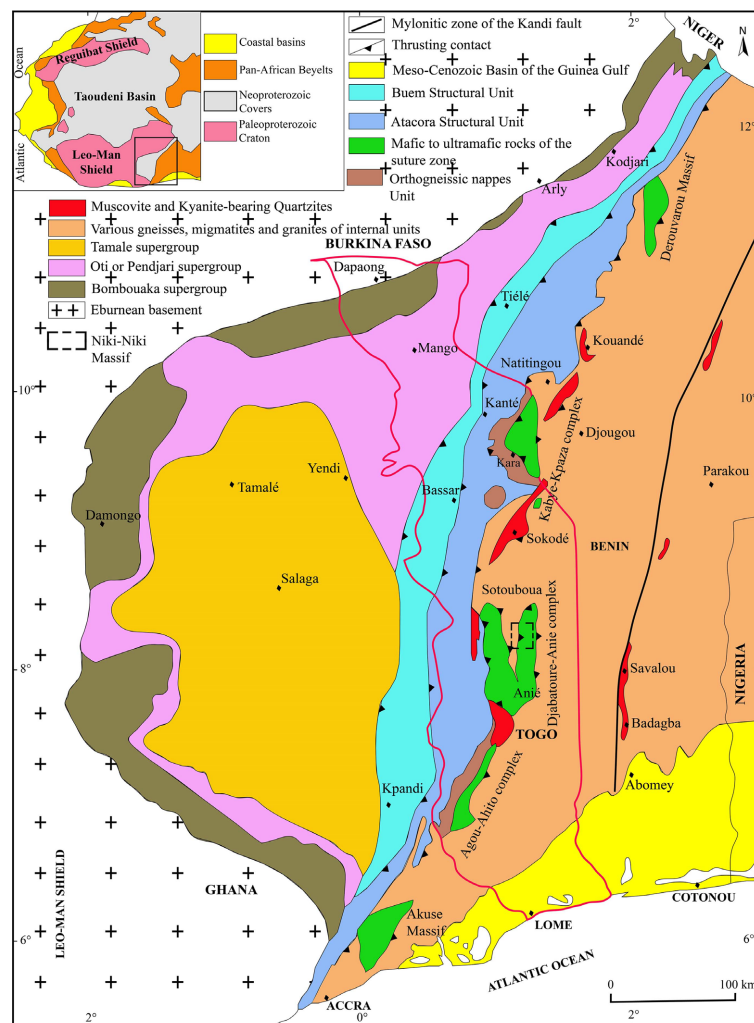 Reguibat Shield
Taoudeni Basin
Leo-Man
Shield
Ocean
Atlantic
Coastal basins
Pan-African Beyelts
Neoproterozoic
Covers
Paleoproterozoic
Craton
Mylonitic zone of the Kandi fault
Thrusting contact
Meso-Cenozoic Basin of the Guinea Gulf
Buem Structural Unit
Atacora Structural Unit
Mafic to ultramafic rocks of the
suture zone
Orthogneissic nappes
Unit
Muscovite and Kyanite-bearing Quartzites
Various gneisses, migmatites and granites of internal units
Tamale supergroup
Oti or Pendjari supergroup
Bombouaka supergroup
Eburnean basement
Niki-Niki
Massif
2°
NIGER
N
12°
Kodjari
Arly
Derouvarou Massif
BURKINA FASO
Dapaong
Tiélé
Mango
Kouandé
Natitingou
10°
10°
Kanté
Djougou
Kara
Kabye-Kpaza complex
Yendi
Tamalé
Bassar
Parakou
Damongo
Sokodé
BENIN
Salaga
Sotouboua
Djabatoure-Anie complex
8°
Anié
Savalou
NIGERIA
TOGO
Badagba
Kpandi
Agou-Ahito complex
Abomey
GHANA
LEO-MAN SHIELD
COTONOU
Akuse
Massif
LOME
6°
6°
ATLANTIC OCEAN
ACCRA
0
100 km
2°
0°
2°